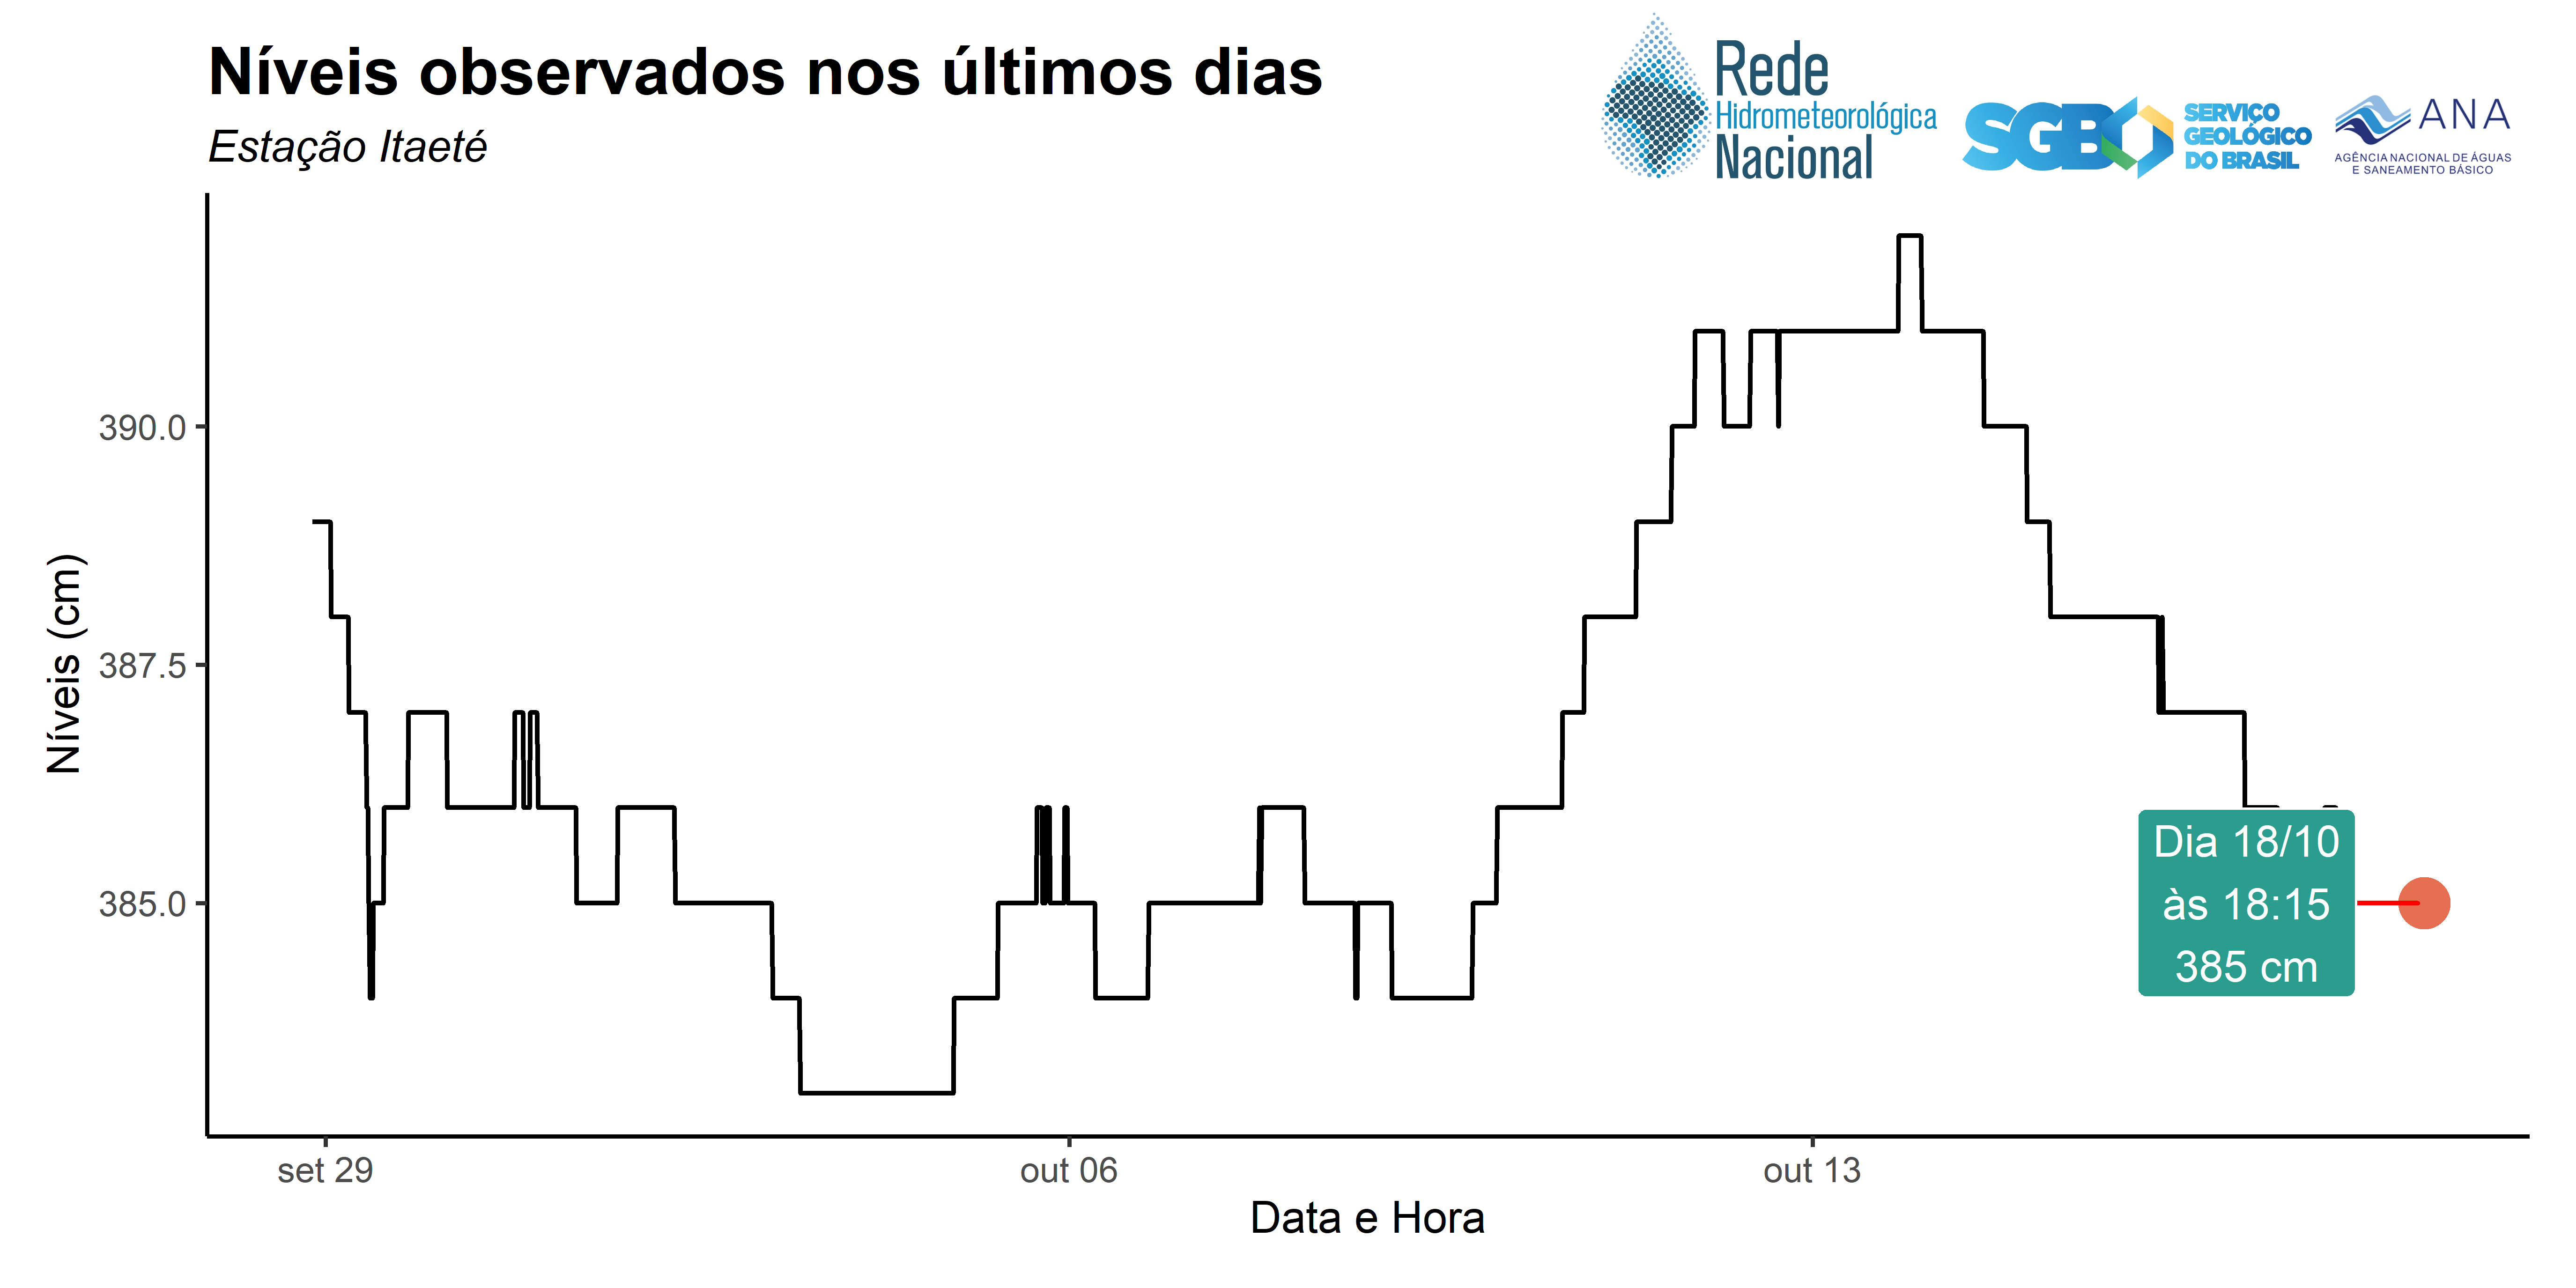 Níveis observados nos últimos dias
Estação Itaeté
Rede
Hidrometeorológica
Nacional
SGB
SERVIÇO
GEOLÓGICO
DO BRASIL
ANA
AGÊNCIA NACIONAL DE ÁGUAS
E SANEAMENTO BÁSICO
Níveis (cm)
390.0
387.5
385.0
Dia 18/10
às 18:15
385 cm
set 29
out 06
out 13
Data e Hora